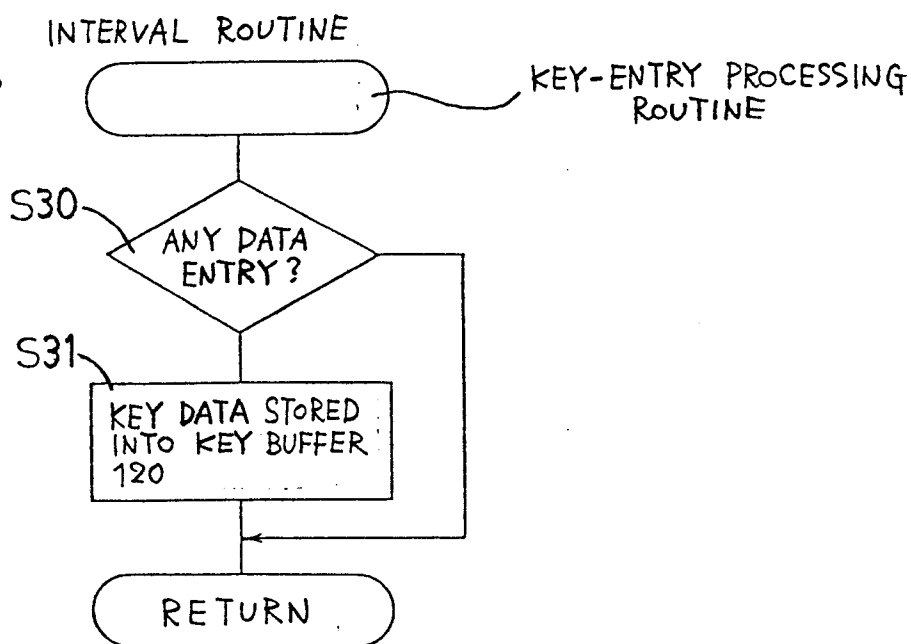 INTERVAL ROUTINE
KEY-ENTRY PROCESSING
ROUTINE
S30
ANY DATA
ENTRY?
S31
KEY DATA STORED
INTO KEY BUFFER
120
RETURN